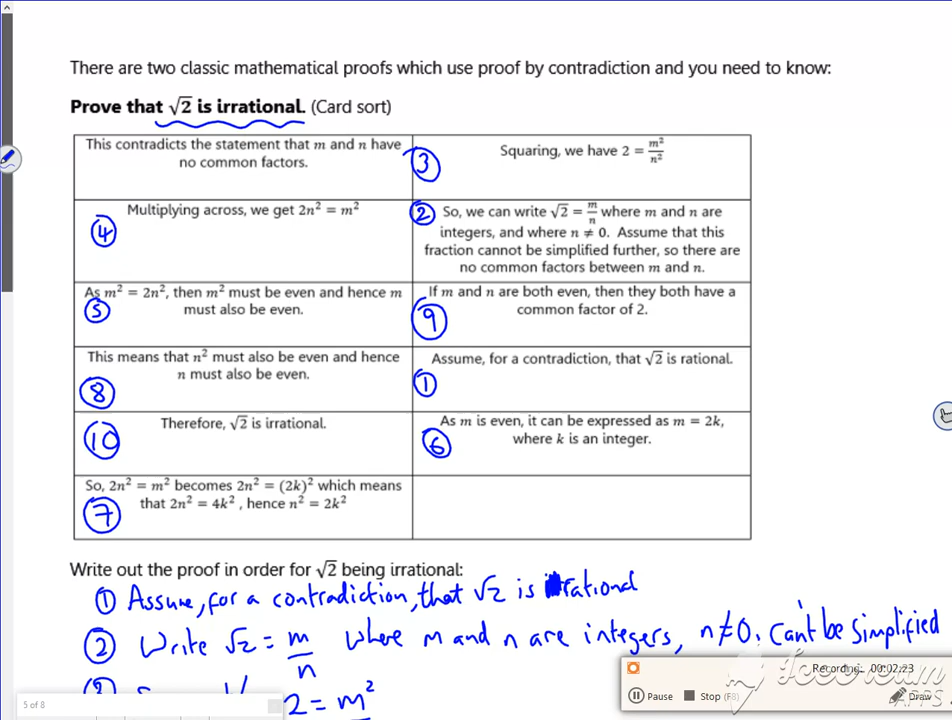 There are two classic mathematical proofs which use proof by contradiction and you need to know:
Prove that √2 is irrational. (Card sort)
This contradicts the statement that m and n have
no common factors.
③
Squaring, we have 2 = m²/n²
④
Multiplying across, we get 2n² = m²
②
So, we can write √2 = m/n where m and n are
integers, and where n ≠ 0. Assume that this
fraction cannot be simplified further, so there are
no common factors between m and n.
As m² = 2n², then m² must be even and hence m
must also be even.
⑤
If m and n are both even, then they both have a
common factor of 2.
⑨
This means that n² must also be even and hence
n must also be even.
⑧
Assume, for a contradiction, that √2 is rational.
①
Therefore, √2 is irrational.
⑩
As m is even, it can be expressed as m = 2k,
where k is an integer.
⑥
So, 2n² = m² becomes 2n² = (2k)² which means
that 2n² = 4k², hence n² = 2k²
⑦
Write out the proof in order for √2 being irrational:
① Assume, for a contradiction, that √2 is rational
② Write √2 = m/n where m and n are integers, n≠0. Can't be simplified
2 = m²
Recording: 00:02:23
Pause Stop (F8) Draw
Icecream
APPS
5 of 8